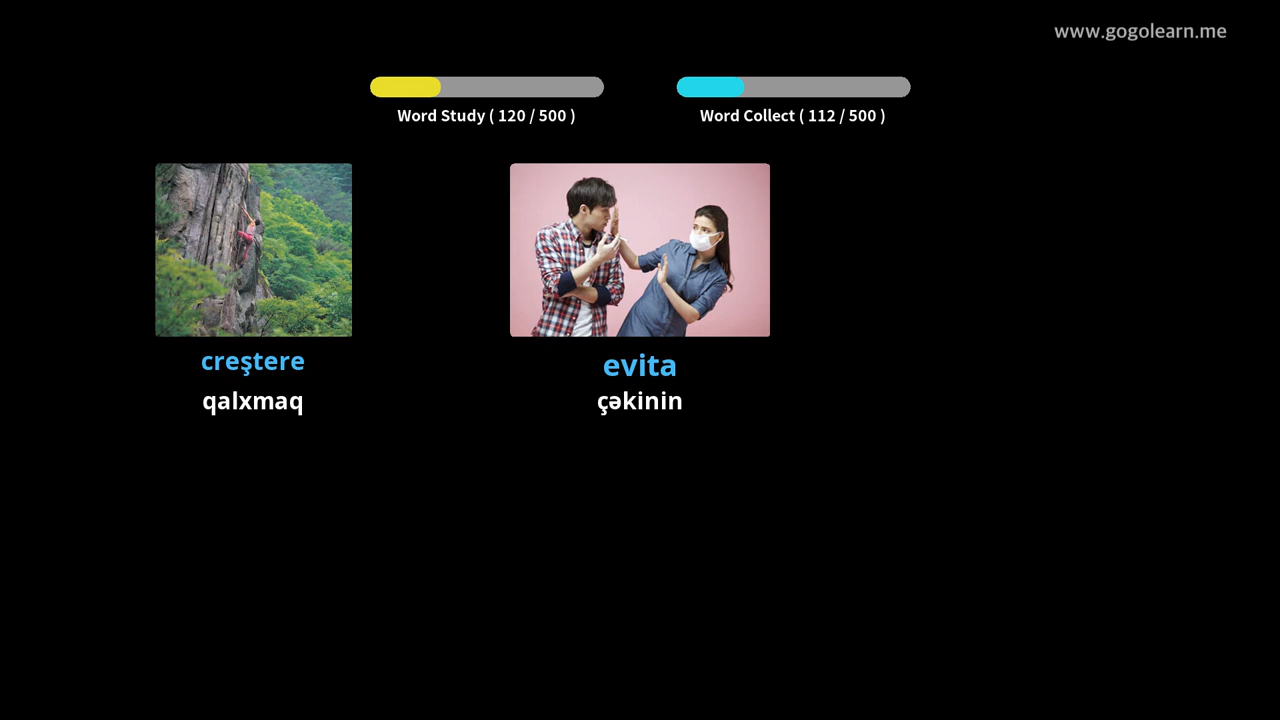 www.gogolearn.me
Word Study ( 120 / 500 )
Word Collect ( 112 / 500 )
creştere
qalxmaq
evita
çəkinin